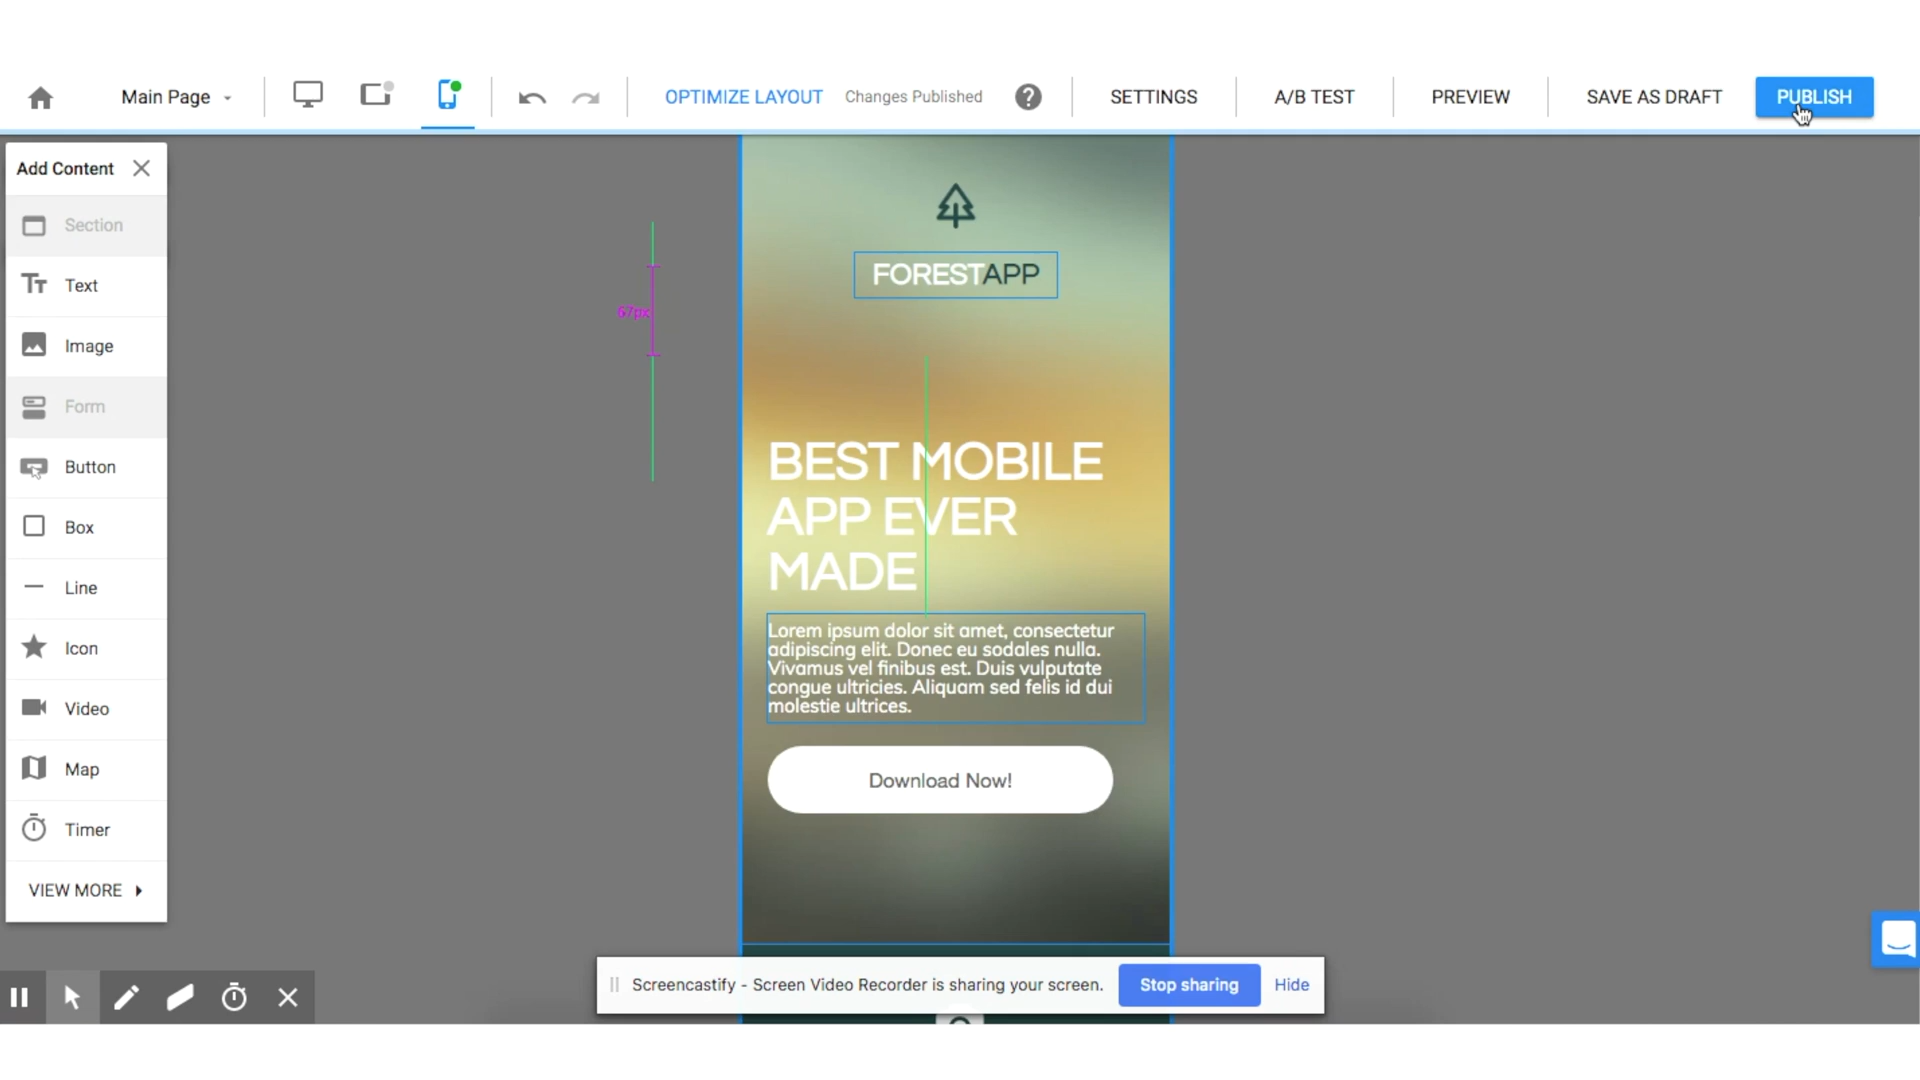 Main Page
OPTIMIZE LAYOUT
Changes Published
SETTINGS
A/B TEST
PREVIEW
SAVE AS DRAFT
PUBLISH
Add Content
Section
Text
Image
Form
Button
Box
Line
Icon
Video
Map
Timer
VIEW MORE
67px
FORESTAPP
BEST MOBILE
APP EVER
MADE
Lorem ipsum dolor sit amet, consectetur
adipiscing elit. Donec eu sodales nulla.
Vivamus vel finibus est. Duis vulputate
congue ultricies. Aliquam sed felis id dui
molestie ultrices.
Download Now!
Screencastify - Screen Video Recorder is sharing your screen.
Stop sharing
Hide